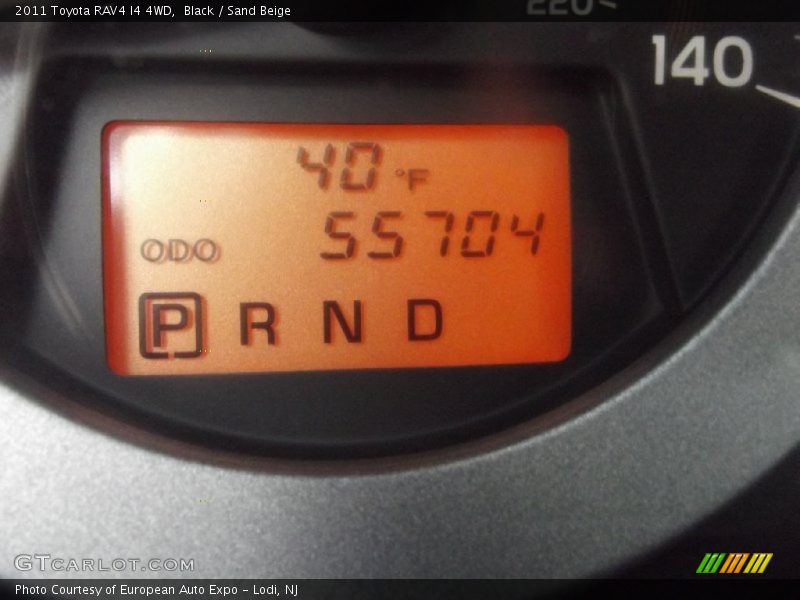 2011 Toyota RAV4 I4 4WD,  Black / Sand Beige
220
140
40 °F
ODO 55704
P R N D
GTCARLOT.COM
Photo Courtesy of European Auto Expo - Lodi, NJ